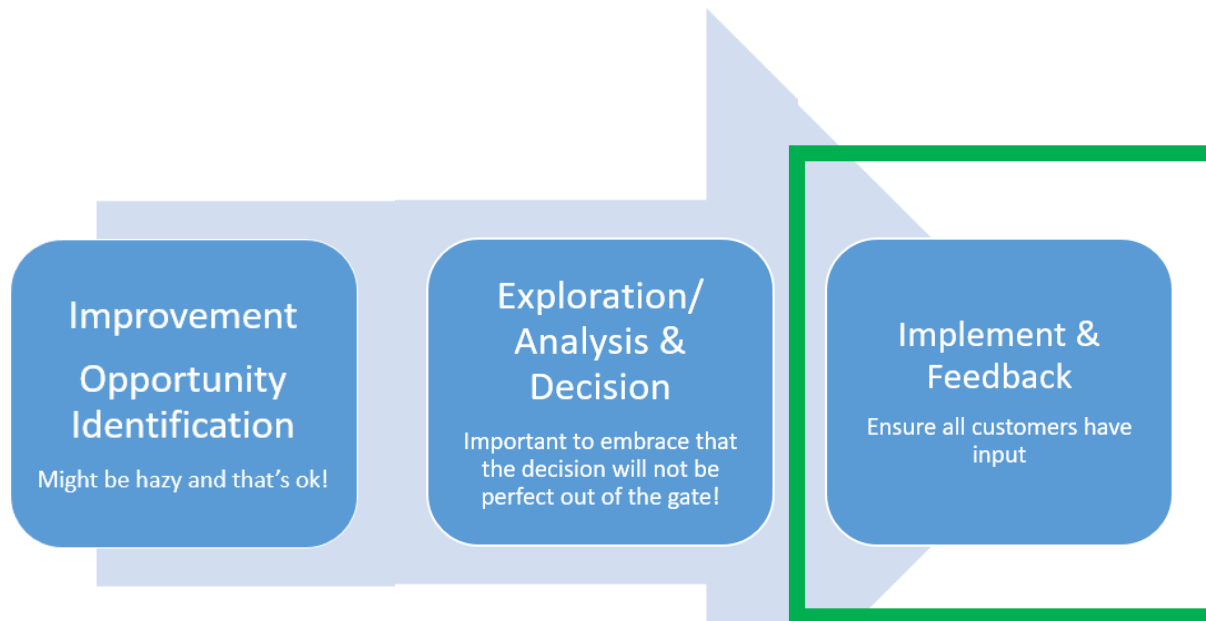 Improvement
Opportunity
Identification
Might be hazy and that's ok!
Exploration/
Analysis &
Decision
Important to embrace that
the decision will not be
perfect out of the gate!
Implement &
Feedback
Ensure all customers have
input